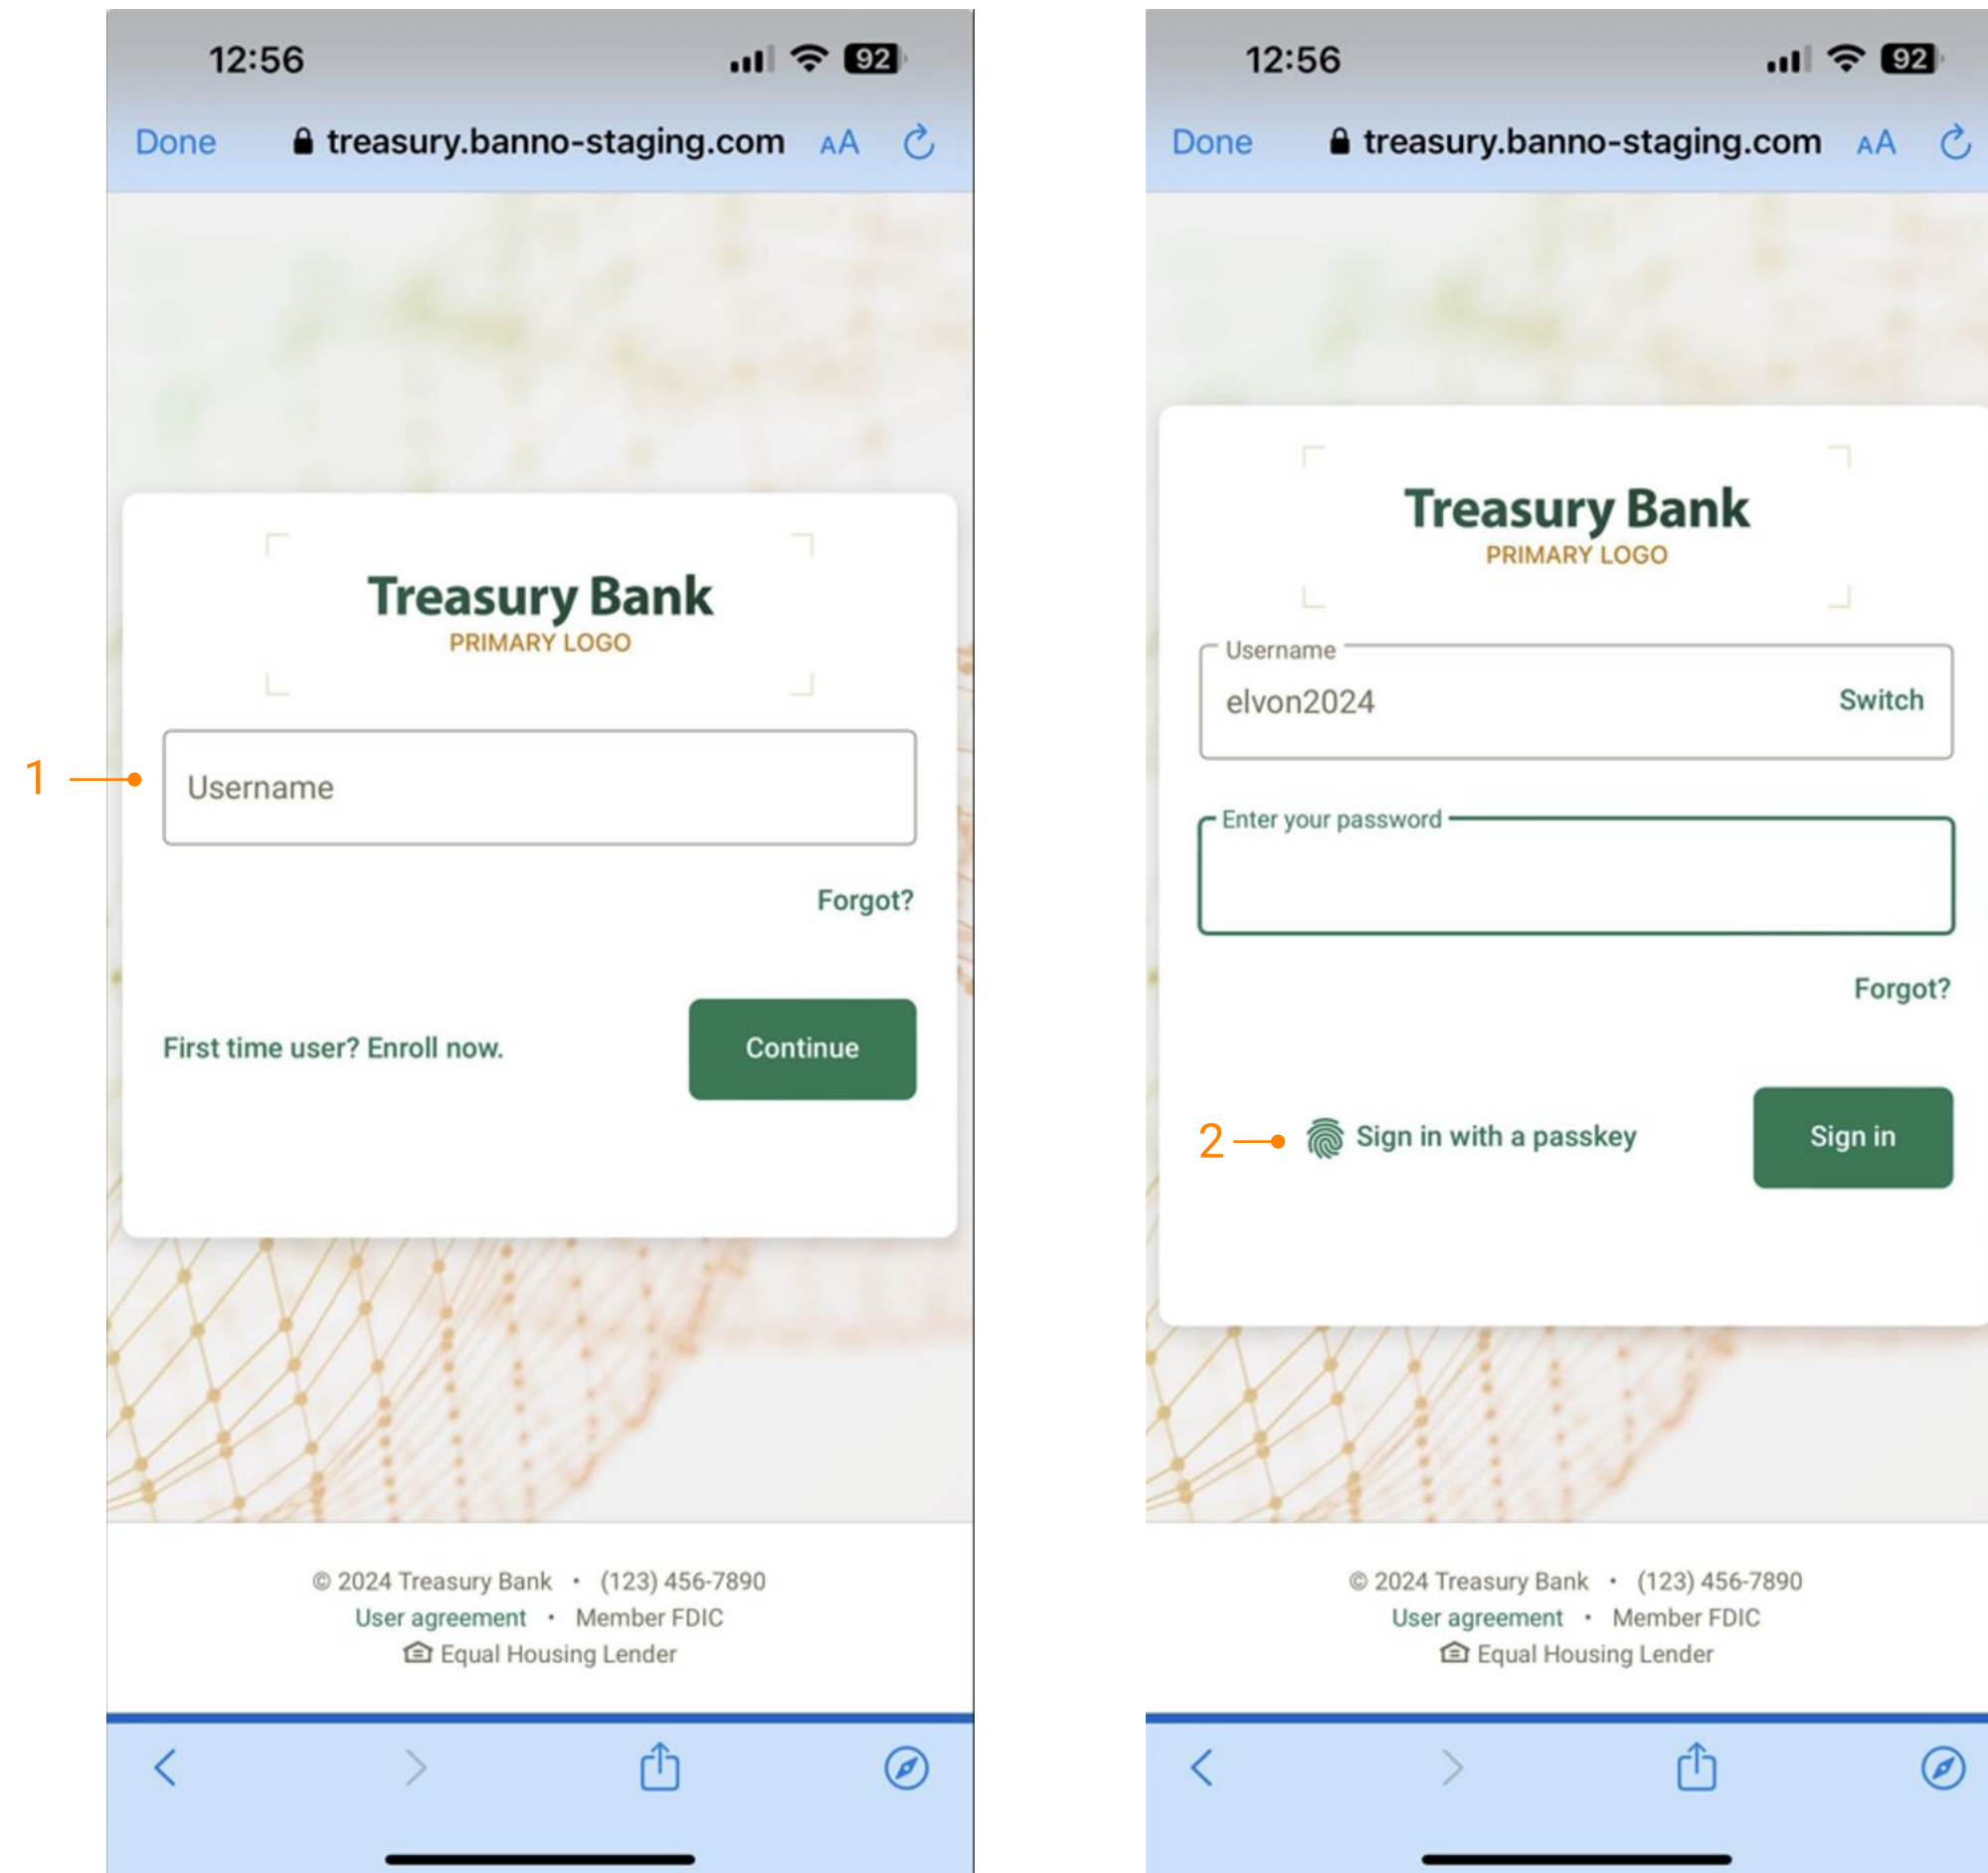 12:56
92
Done
treasury.banno-staging.com
AA
Treasury Bank
PRIMARY LOGO
1
Username
Forgot?
First time user? Enroll now.
Continue
© 2024 Treasury Bank • (123) 456-7890
User agreement • Member FDIC
Equal Housing Lender
12:56
92
Done
treasury.banno-staging.com
AA
Treasury Bank
PRIMARY LOGO
Username
elvon2024
Switch
Enter your password
Forgot?
2
Sign in with a passkey
Sign in
© 2024 Treasury Bank • (123) 456-7890
User agreement • Member FDIC
Equal Housing Lender